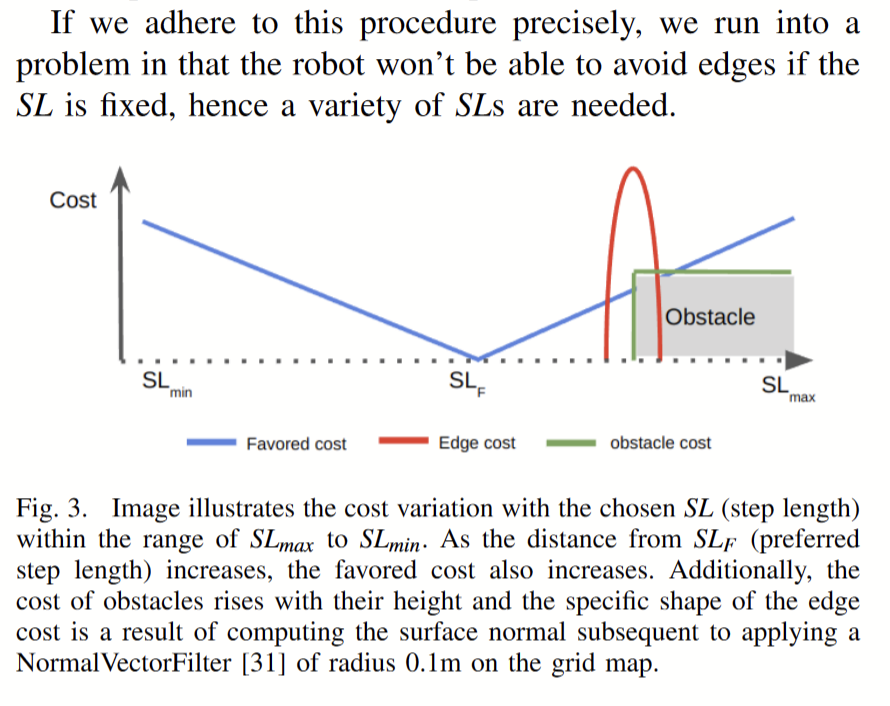 If we adhere to this procedure precisely, we run into a
problem in that the robot won't be able to avoid edges if the
SL is fixed, hence a variety of SLs are needed.
Cost
Obstacle
SLmin
SLF
SLmax
Favored cost
Edge cost
obstacle cost
Fig. 3. Image illustrates the cost variation with the chosen SL (step length)
within the range of SLmax to SLmin. As the distance from SLF (preferred
step length) increases, the favored cost also increases. Additionally, the
cost of obstacles rises with their height and the specific shape of the edge
cost is a result of computing the surface normal subsequent to applying a
NormalVectorFilter [31] of radius 0.1m on the grid map.